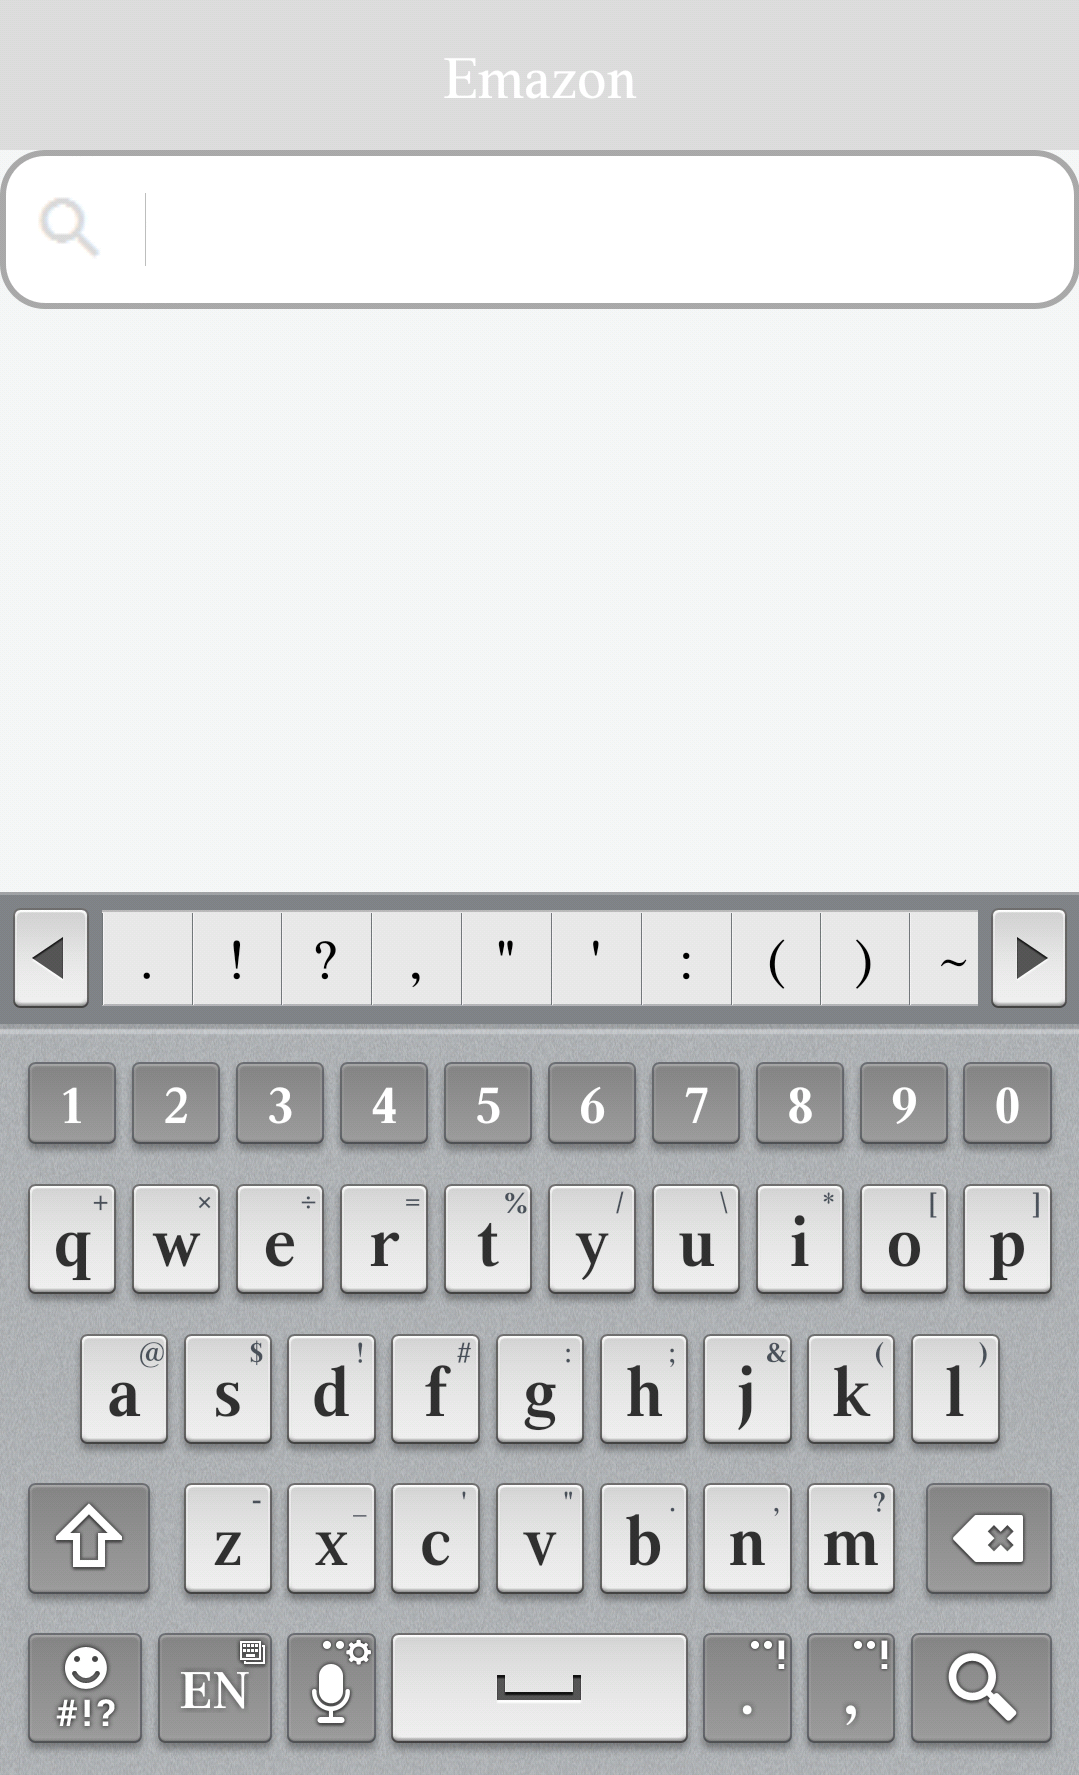 Emazon
. ! ? , " ' : ( ) ~
1 2 3 4 5 6 7 8 9 0
+ × ÷ = % / \ * [ ]
q w e r t y u i o p
@ $ ! # : ; & ( )
a s d f g h j k l
- _ ' " . , ?
z x c v b n m
#!? EN . ,